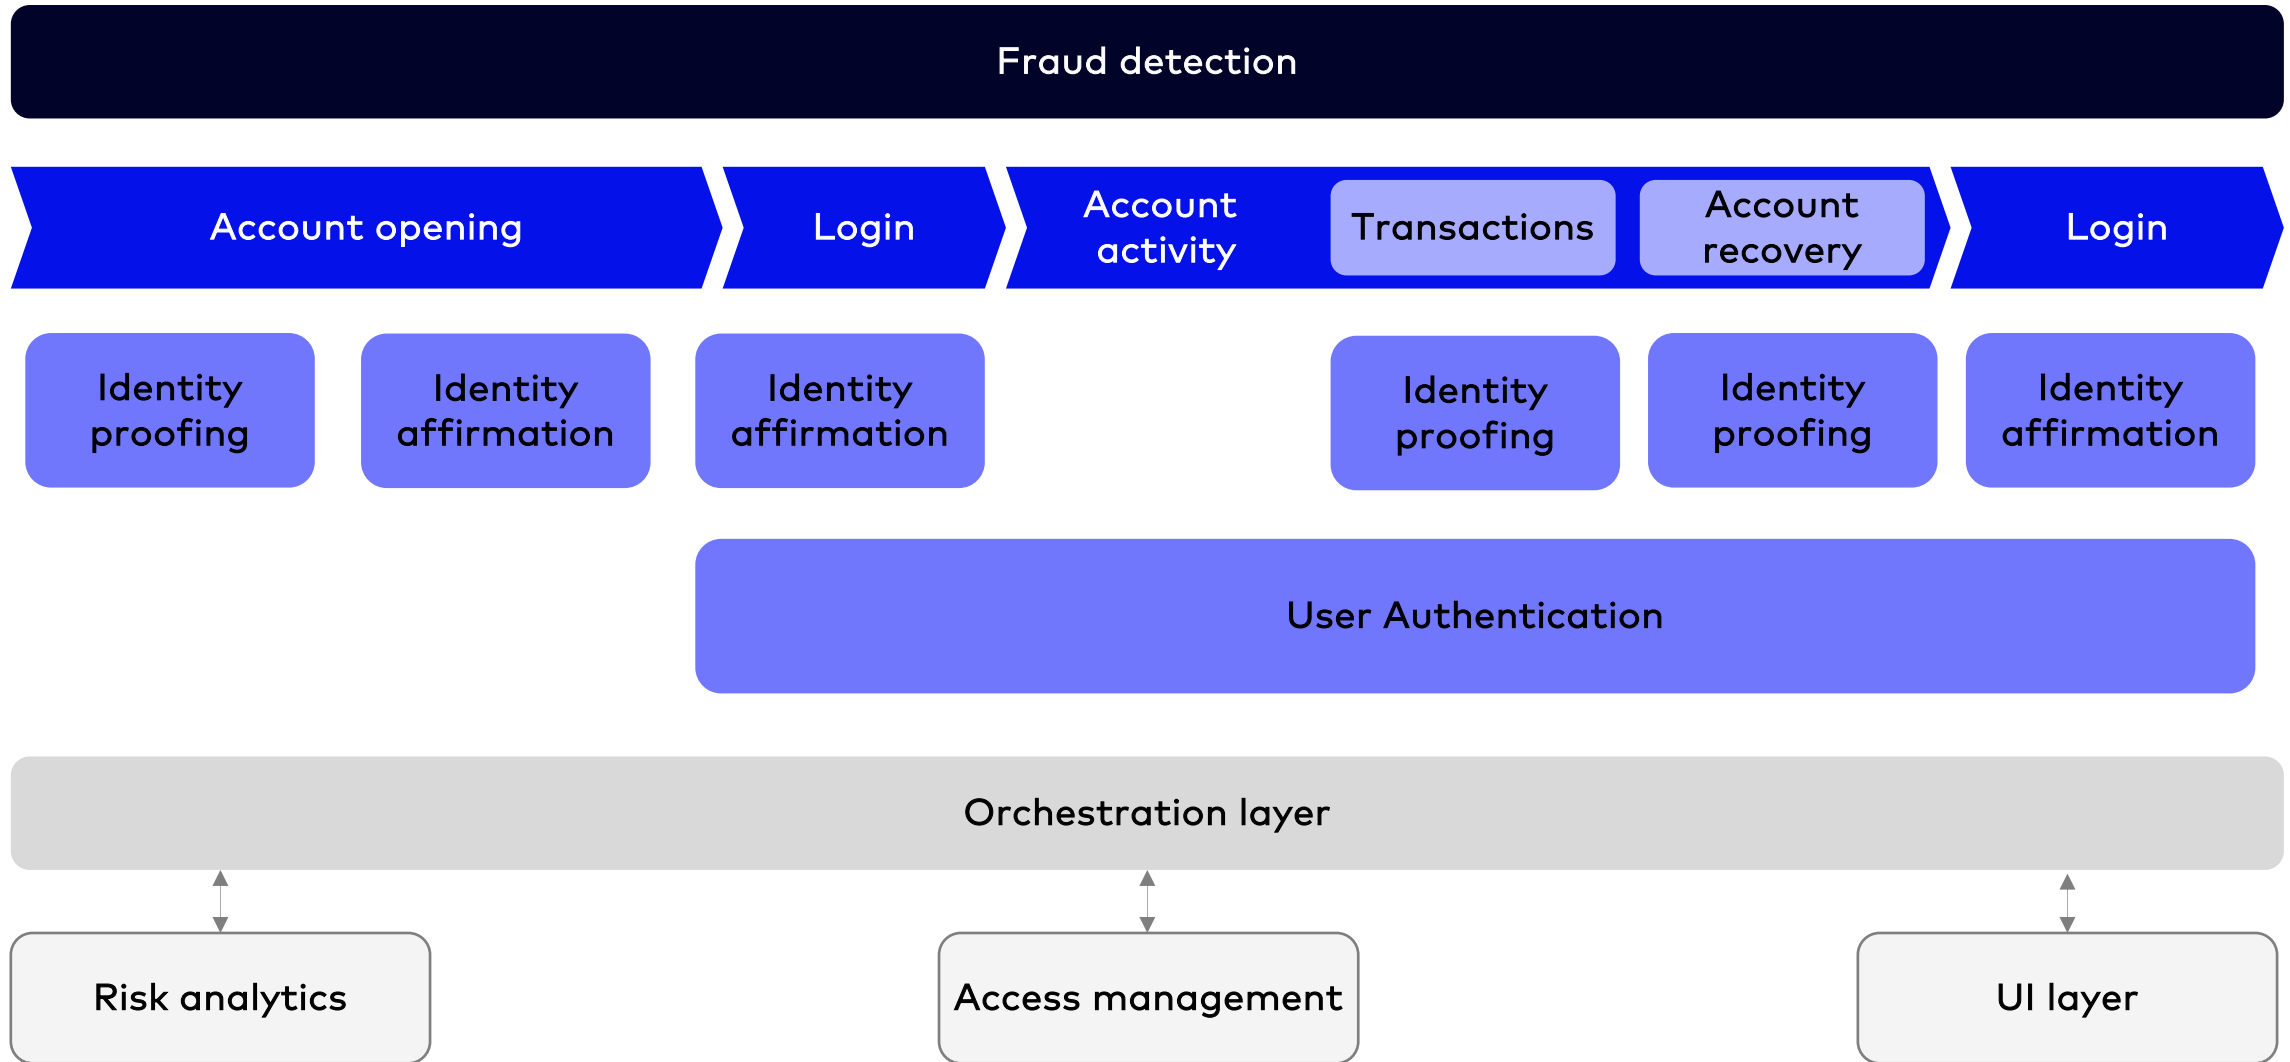 Fraud detection
Account opening
Login
Account
activity
Transactions
Account
recovery
Login
Identity
proofing
Identity
affirmation
Identity
affirmation
Identity
proofing
Identity
proofing
Identity
affirmation
User Authentication
Orchestration layer
Risk analytics
Access management
UI layer